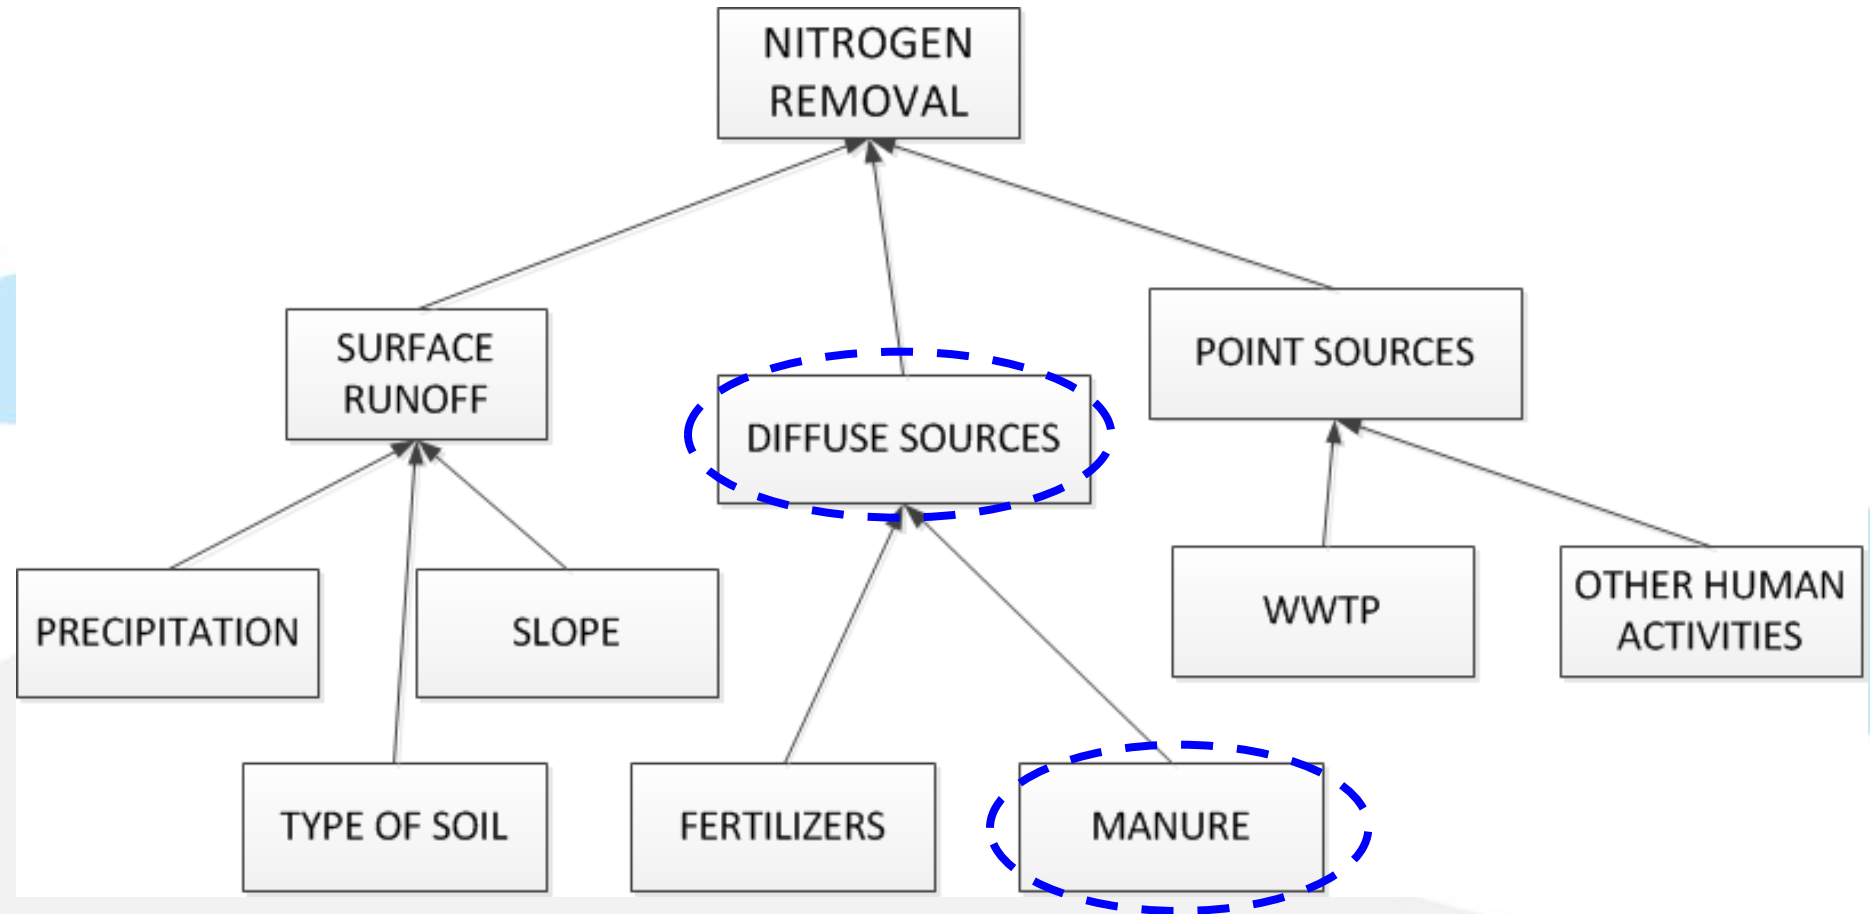 NITROGEN
REMOVAL
SURFACE
RUNOFF
DIFFUSE SOURCES
POINT SOURCES
PRECIPITATION
SLOPE
WWTP
OTHER HUMAN
ACTIVITIES
TYPE OF SOIL
FERTILIZERS
MANURE